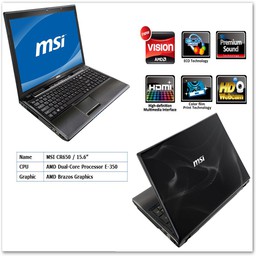 msi
VISION
AMD
ECO Technology
Premium
Sound
HDMI
High-definition
Multimedia Interface
Color film
Print Technology
HD
Webcam
msi
Name MSI CR650 / 15.6"
CPU AMD Dual-Core Processor E-350
Graphic AMD Brazos Graphics